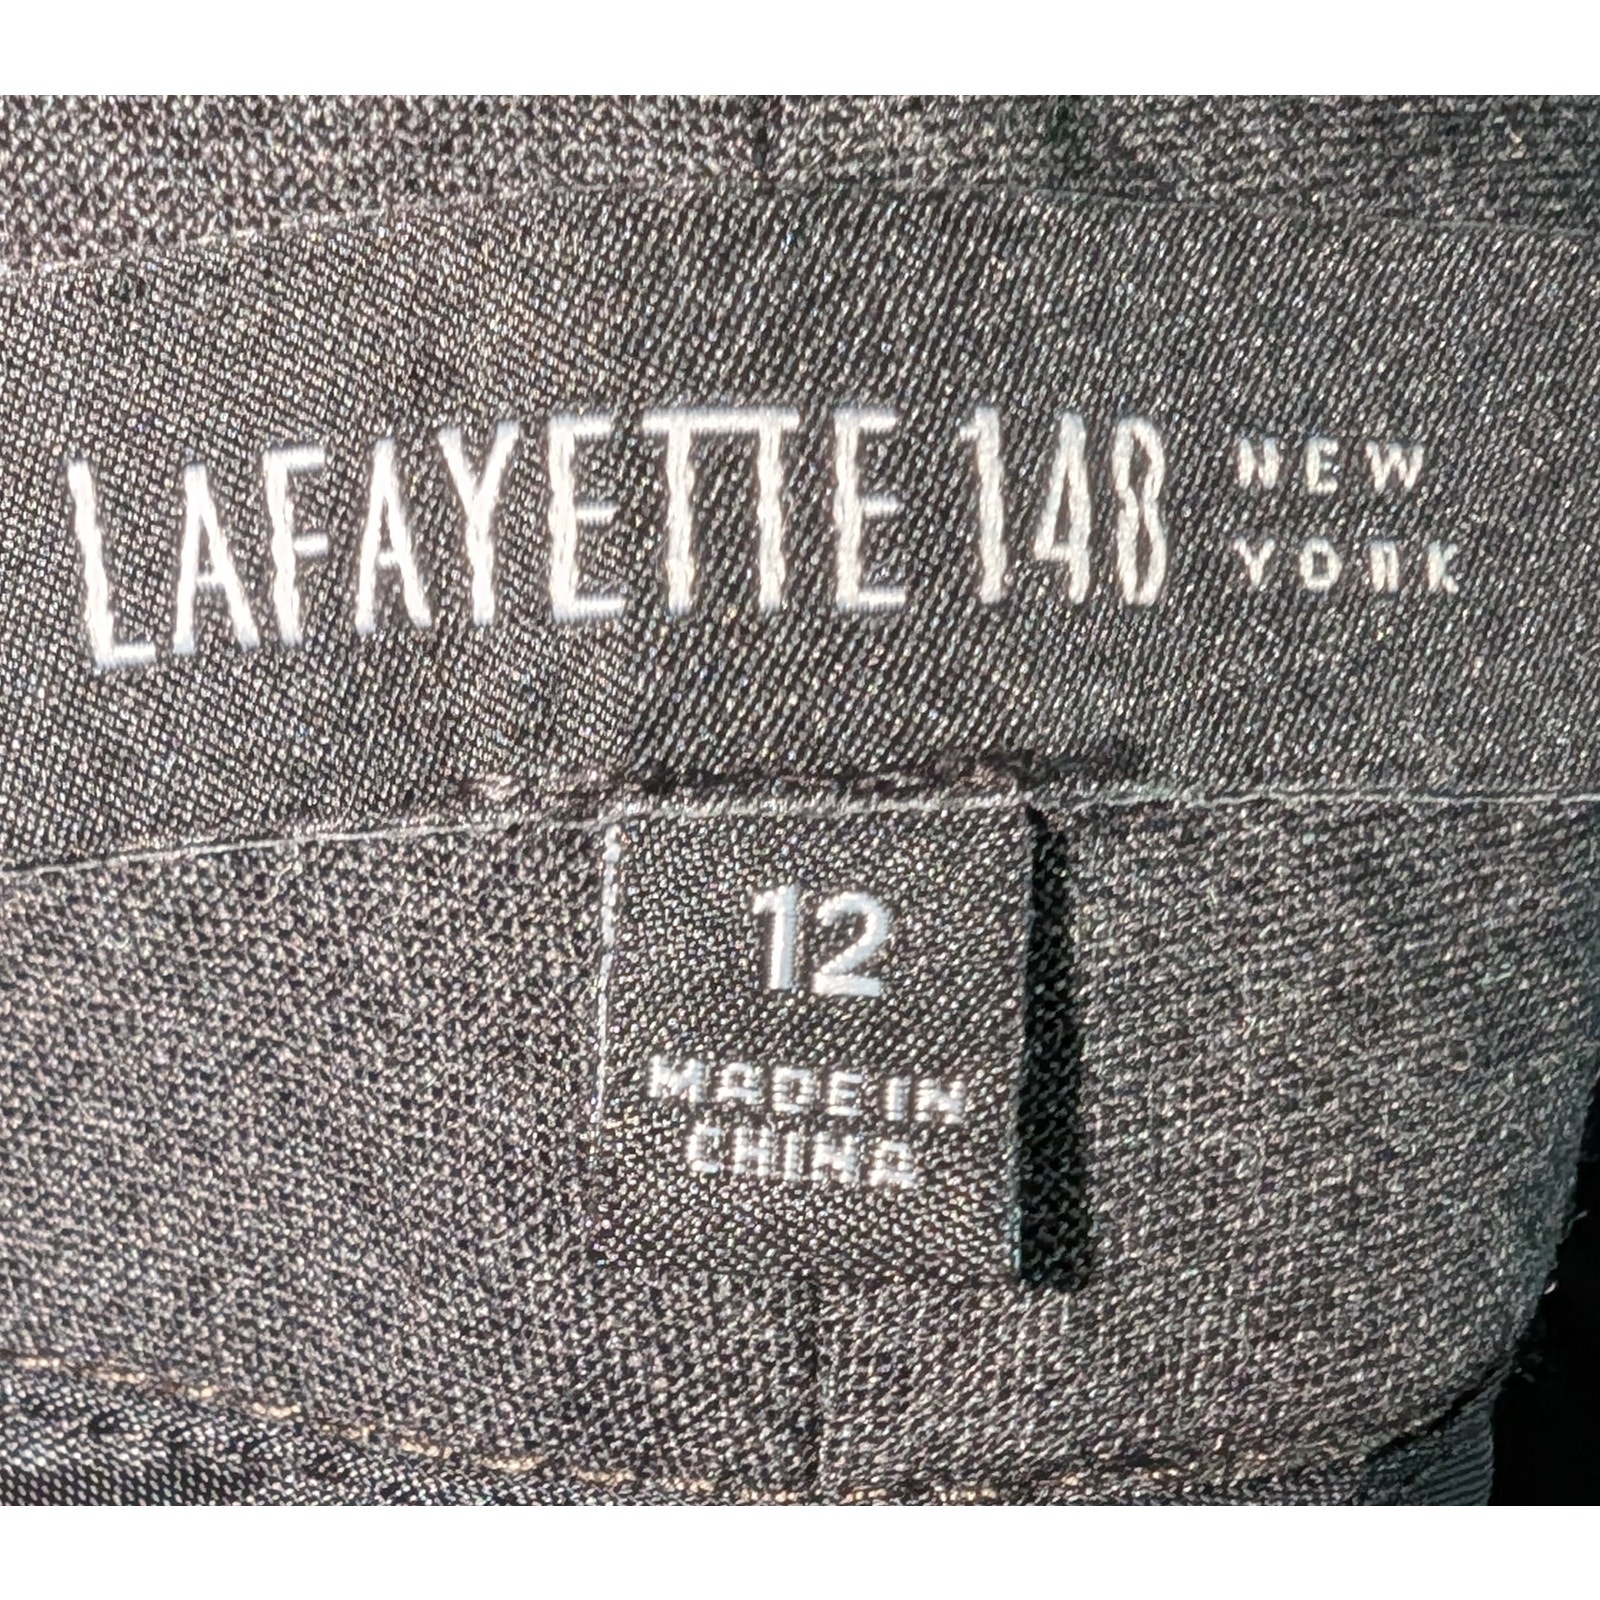 LAFAYETTE 148 NEW
YORK
12
MADE IN
CHINA